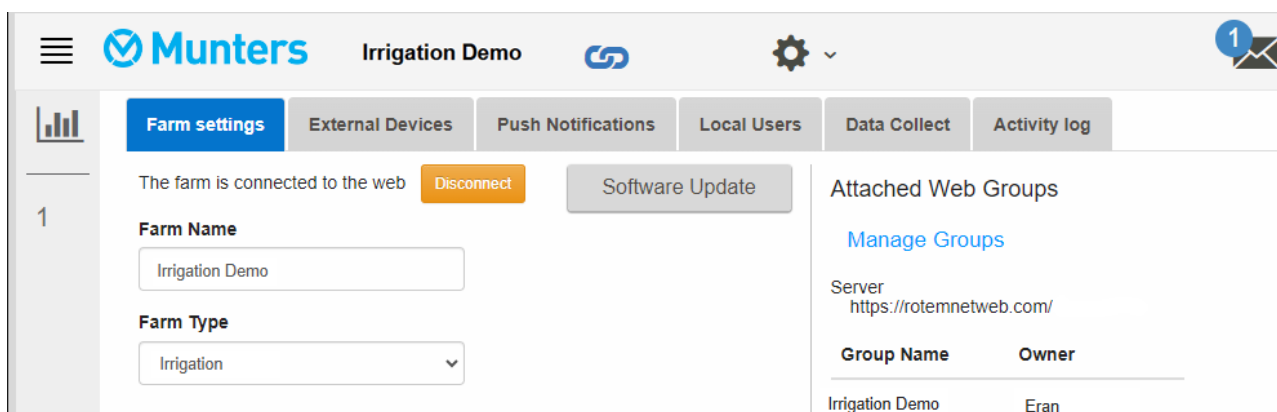 Munters
Irrigation Demo
1
Farm settings
External Devices
Push Notifications
Local Users
Data Collect
Activity log
1
The farm is connected to the web
Disconnect
Software Update
Farm Name
Irrigation Demo
Farm Type
Irrigation
Attached Web Groups
Manage Groups
Server
https://rotemnetweb.com/
Group Name Owner
Irrigation Demo Eran